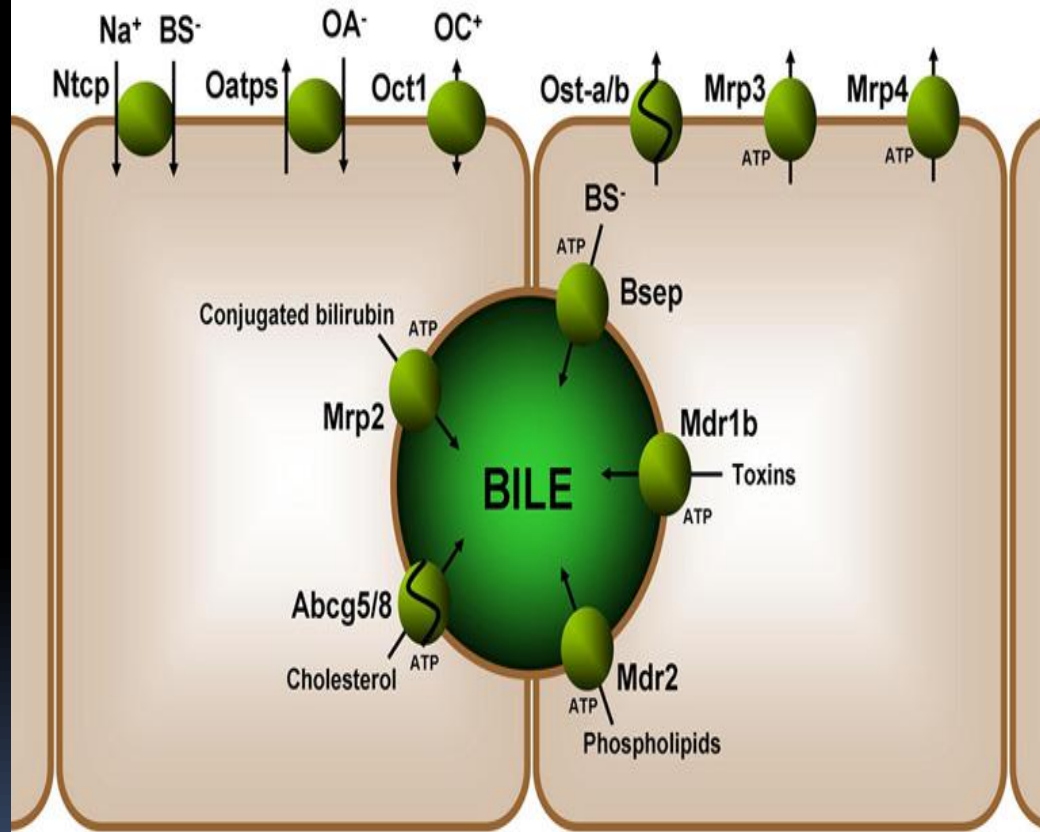 Na⁺ BS⁻
OA⁻
OC⁺
Ntcp
Oatps
Oct1
Ost-a/b
Mrp3
Mrp4
ATP
ATP
BS⁻
ATP
Bsep
Conjugated bilirubin
ATP
Mrp2
Mdr1b
Toxins
ATP
BILE
Abcg5/8
ATP
Cholesterol
Mdr2
ATP
Phospholipids